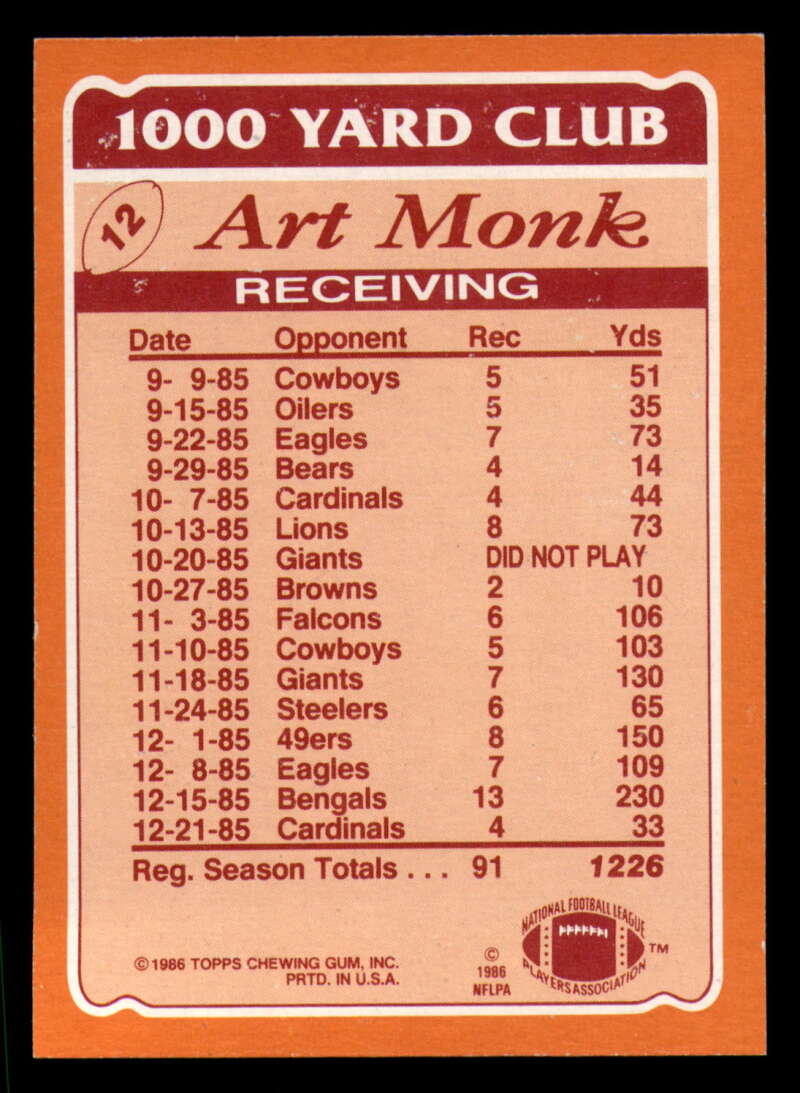 1000 YARD CLUB
12 Art Monk
RECEIVING
Date Opponent Rec Yds
9- 9-85 Cowboys 5 51
9-15-85 Oilers 5 35
9-22-85 Eagles 7 73
9-29-85 Bears 4 14
10- 7-85 Cardinals 4 44
10-13-85 Lions 8 73
10-20-85 Giants DID NOT PLAY
10-27-85 Browns 2 10
11- 3-85 Falcons 6 106
11-10-85 Cowboys 5 103
11-18-85 Giants 7 130
11-24-85 Steelers 6 65
12- 1-85 49ers 8 150
12- 8-85 Eagles 7 109
12-15-85 Bengals 13 230
12-21-85 Cardinals 4 33
Reg. Season Totals . . . 91 1226
© 1986 TOPPS CHEWING GUM, INC.
PRTD. IN U.S.A.
©
1986
NFLPA
NATIONAL FOOTBALL LEAGUE
PLAYERS ASSOCIATION
TM